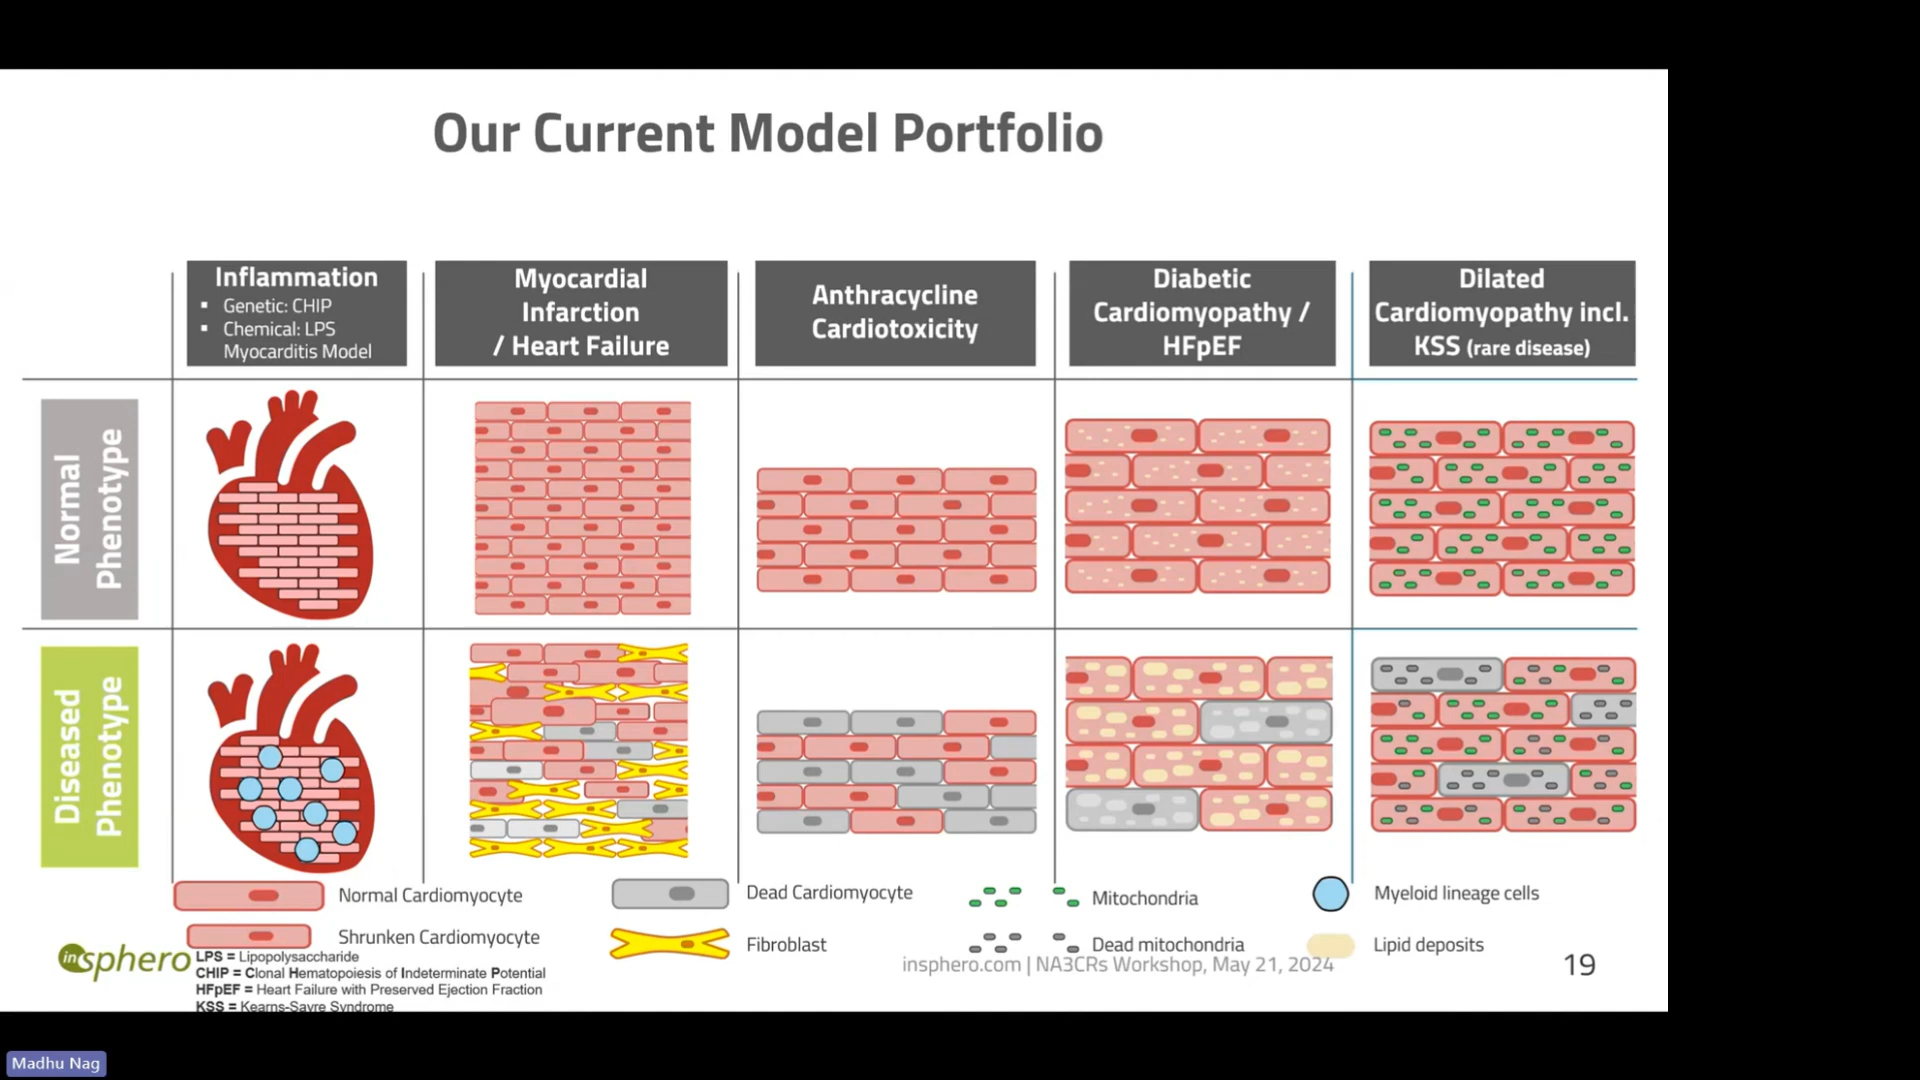 Our Current Model Portfolio
Inflammation
▪ Genetic: CHIP
▪ Chemical: LPS
Myocarditis Model
Myocardial
Infarction
/ Heart Failure
Anthracycline
Cardiotoxicity
Diabetic
Cardiomyopathy /
HFpEF
Dilated
Cardiomyopathy incl.
KSS (rare disease)
Normal
Phenotype
Diseased
Phenotype
Normal Cardiomyocyte
Shrunken Cardiomyocyte
Dead Cardiomyocyte
Fibroblast
Mitochondria
Dead mitochondria
Myeloid lineage cells
Lipid deposits
insphero
LPS = Lipopolysaccharide
CHIP = Clonal Hematopoiesis of Indeterminate Potential
HFpEF = Heart Failure with Preserved Ejection Fraction
KSS = Kearns-Sayre Syndrome
insphero.com | NA3CRs Workshop, May 21, 2024
19
Madhu Nag